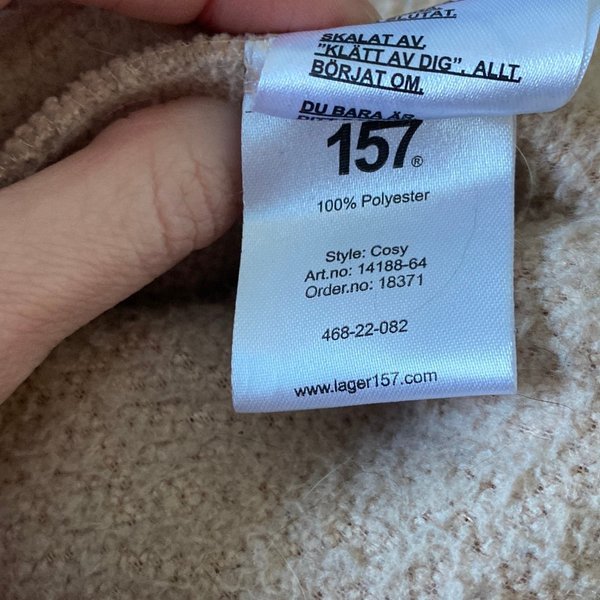 SLUTAT,
SKALAT AV,
"KLÄTT AV DIG", ALLT,
BÖRJAT OM,
DU BARA ÄR
157®
100% Polyester
Style: Cosy
Art.no: 14188-64
Order.no: 18371
468-22-082
www.lager157.com